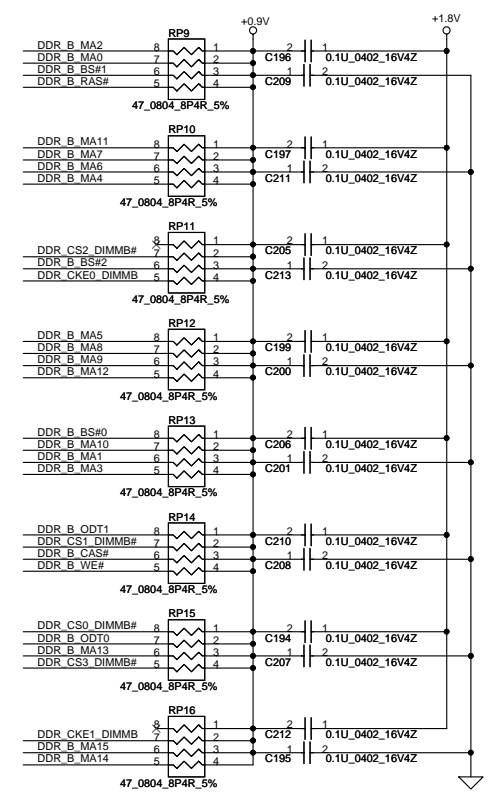 +0.9V +1.8V
RP9
DDR_B_MA2 8 1 2 1
DDR_B_MA0 7 2 C196 0.1U_0402_16V4Z
DDR_B_BS#1 6 3 1 2
DDR_B_RAS# 5 4 C209 0.1U_0402_16V4Z
47_0804_8P4R_5%
RP10
DDR_B_MA11 8 1 2 1
DDR_B_MA7 7 2 C197 0.1U_0402_16V4Z
DDR_B_MA6 6 3 1 2
DDR_B_MA4 5 4 C211 0.1U_0402_16V4Z
47_0804_8P4R_5%
RP11
8 1 2 1
DDR_CS2_DIMMB# 7 2 C205 0.1U_0402_16V4Z
DDR_B_BS#2 6 3 1 2
DDR_CKE0_DIMMB 5 4 C213 0.1U_0402_16V4Z
47_0804_8P4R_5%
RP12
DDR_B_MA5 8 1 2 1
DDR_B_MA8 7 2 C199 0.1U_0402_16V4Z
DDR_B_MA9 6 3 1 2
DDR_B_MA12 5 4 C200 0.1U_0402_16V4Z
47_0804_8P4R_5%
RP13
DDR_B_BS#0 8 1 2 1
DDR_B_MA10 7 2 C206 0.1U_0402_16V4Z
DDR_B_MA1 6 3 1 2
DDR_B_MA3 5 4 C201 0.1U_0402_16V4Z
47_0804_8P4R_5%
RP14
DDR_B_ODT1 8 1 2 1
DDR_CS1_DIMMB# 7 2 C210 0.1U_0402_16V4Z
DDR_B_CAS# 6 3 1 2
DDR_B_WE# 5 4 C208 0.1U_0402_16V4Z
47_0804_8P4R_5%
RP15
DDR_CS0_DIMMB# 8 1 2 1
DDR_B_ODT0 7 2 C194 0.1U_0402_16V4Z
DDR_B_MA13 6 3 1 2
DDR_CS3_DIMMB# 5 4 C207 0.1U_0402_16V4Z
47_0804_8P4R_5%
RP16
8 1 2 1
DDR_CKE1_DIMMB 7 2 C212 0.1U_0402_16V4Z
DDR_B_MA15 6 3 1 2
DDR_B_MA14 5 4 C195 0.1U_0402_16V4Z
47_0804_8P4R_5%